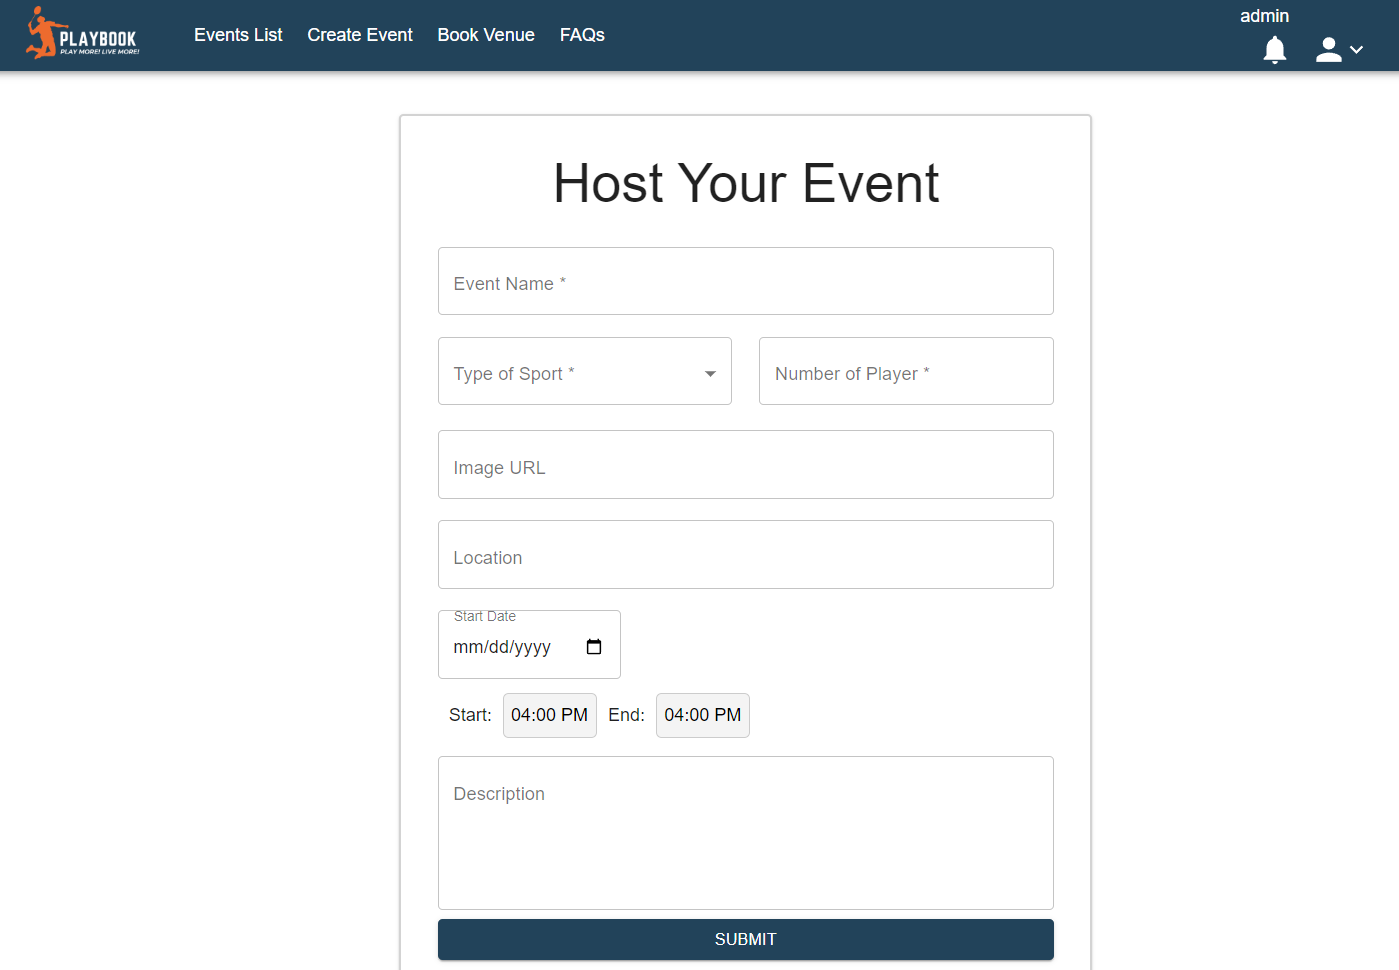 admin
PLAYBOOK
PLAY MORE! LIVE MORE!
Events List Create Event Book Venue FAQs
Host Your Event
Event Name *
Type of Sport * Number of Player *
Image URL
Location
Start Date
mm/dd/yyyy
Start: 04:00 PM End: 04:00 PM
Description
SUBMIT